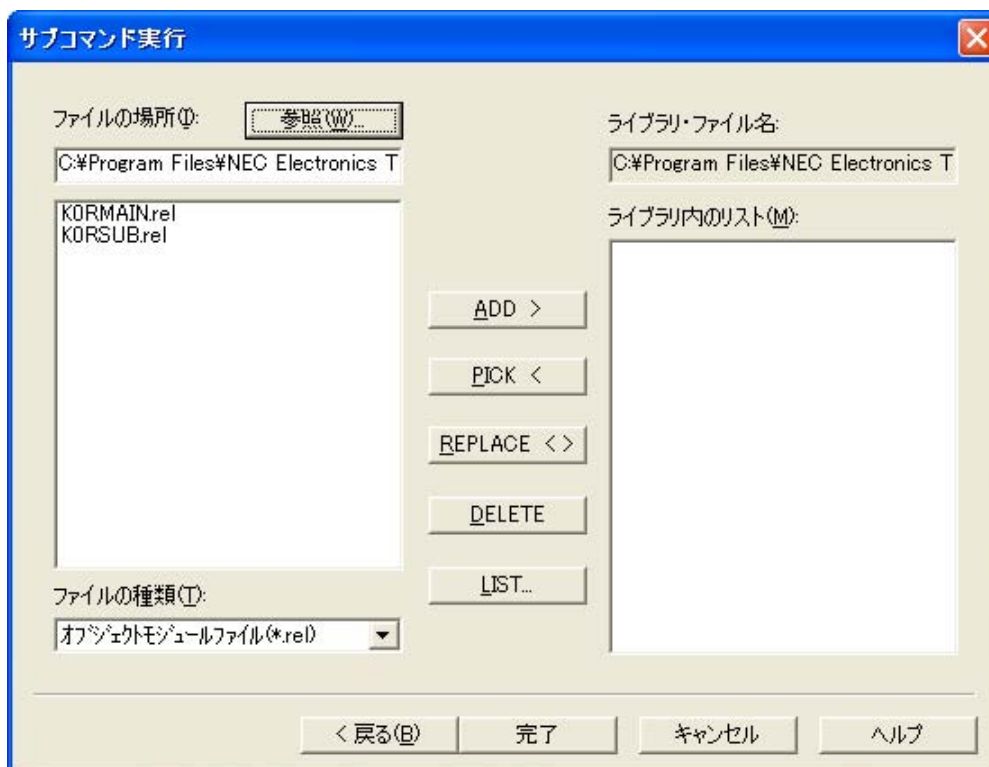 サブコマンド実行
ファイルの場所(I):
参照(W)...
C:¥Program Files¥NEC Electronics T
K0RMAIN.rel
K0RSUB.rel
ファイルの種類(T):
オブジェクトモジュールファイル(*.rel)
ADD >
PICK <
REPLACE < >
DELETE
LIST...
ライブラリ・ファイル名:
C:¥Program Files¥NEC Electronics T
ライブラリ内のリスト(M):
< 戻る(B)
完了
キャンセル
ヘルプ